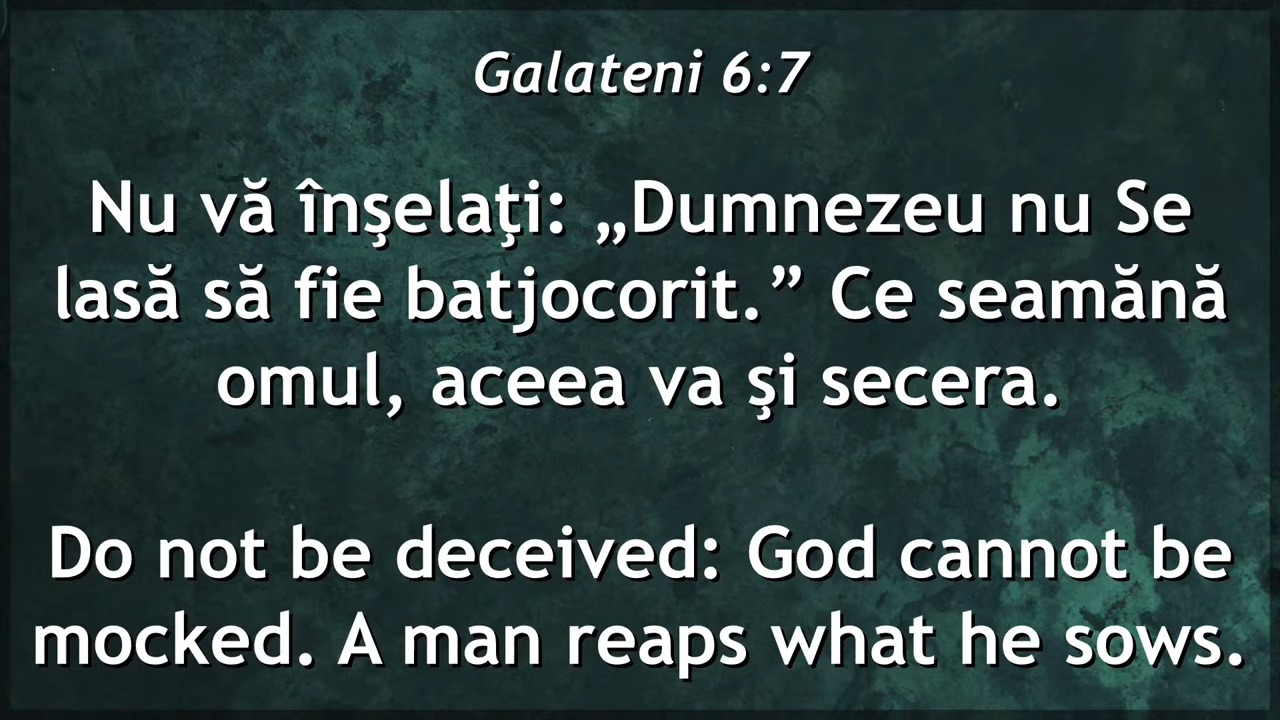 Galateni 6:7
Nu vă înşelaţi: „Dumnezeu nu Se
lasă să fie batjocorit.” Ce seamănă
omul, aceea va şi secera.
Do not be deceived: God cannot be
mocked. A man reaps what he sows.